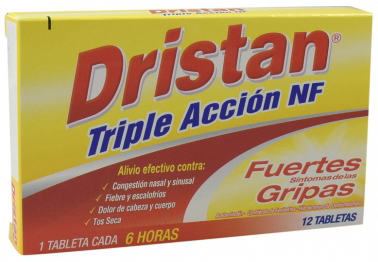 Dristan®
Triple Acción NF
Alivio efectivo contra:
✓ Congestión nasal y sinusal
✓ Fiebre y escalofríos
✓ Dolor de cabeza y cuerpo
✓ Tos Seca
Fuertes
Síntomas de las
Gripas
12 TABLETAS
1 TABLETA CADA 6 HORAS